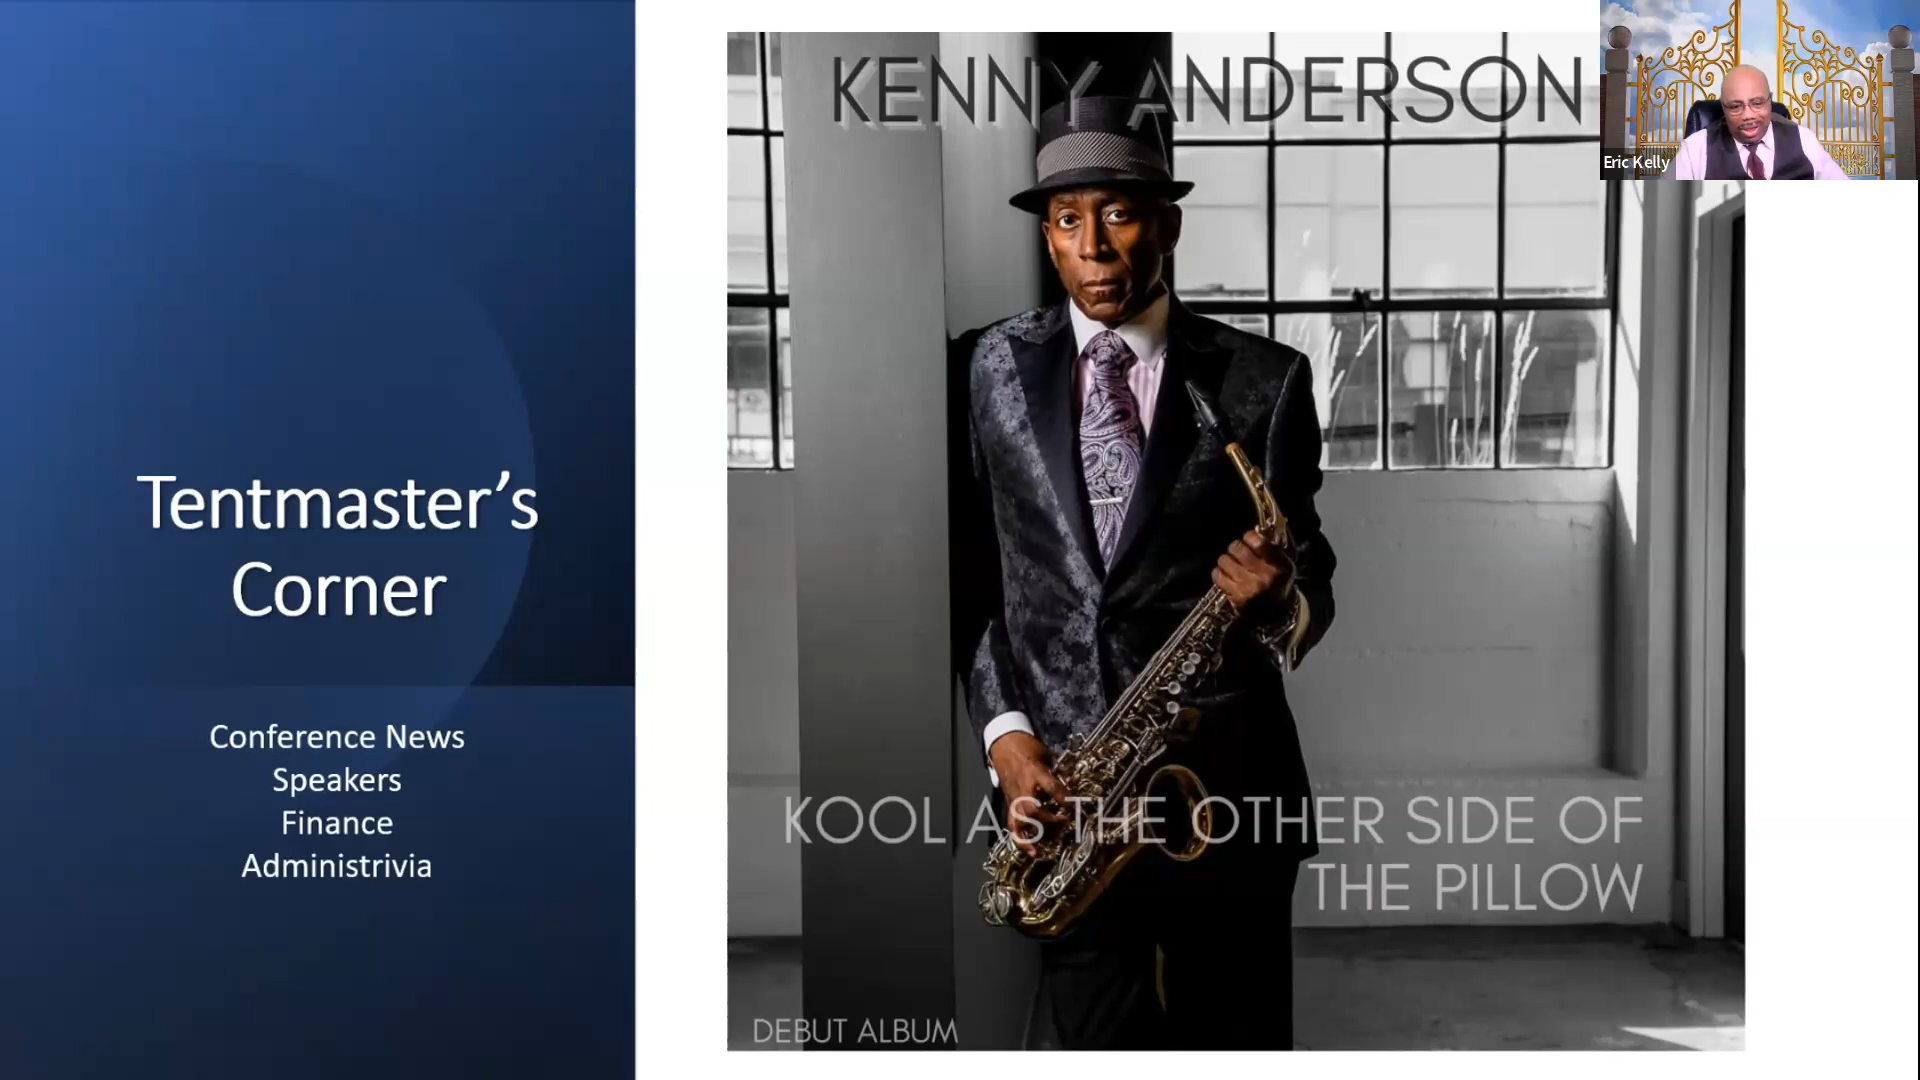 Tentmaster's
Corner
Conference News
Speakers
Finance
Administrivia
KENNY ANDERSON
KOOL AS THE OTHER SIDE OF
THE PILLOW
DEBUT ALBUM
Eric Kelly